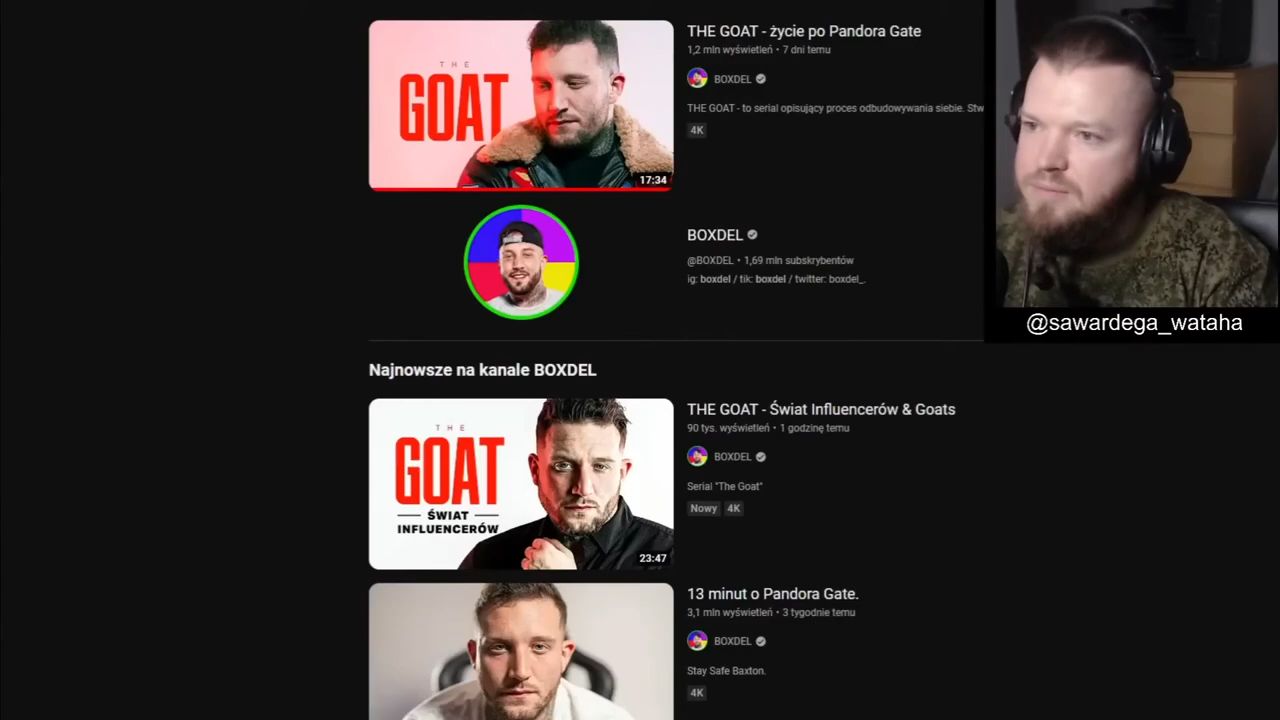 THE
GOAT
17:34
THE GOAT - życie po Pandora Gate
1,2 mln wyświetleń • 7 dni temu
BOXDEL
THE GOAT - to serial opisujący proces odbudowywania siebie. Stw
4K
BOXDEL
@BOXDEL • 1,69 mln subskrybentów
ig: boxdel / tik: boxdel / twitter: boxdel_.
@sawardega_wataha
Najnowsze na kanale BOXDEL
THE
GOAT
ŚWIAT
INFLUENCERÓW
23:47
THE GOAT - Świat Influencerów & Goats
90 tys. wyświetleń • 1 godzinę temu
BOXDEL
Serial "The Goat"
Nowy 4K
13 minut o Pandora Gate.
3,1 mln wyświetleń • 3 tygodnie temu
BOXDEL
Stay Safe Baxton.
4K